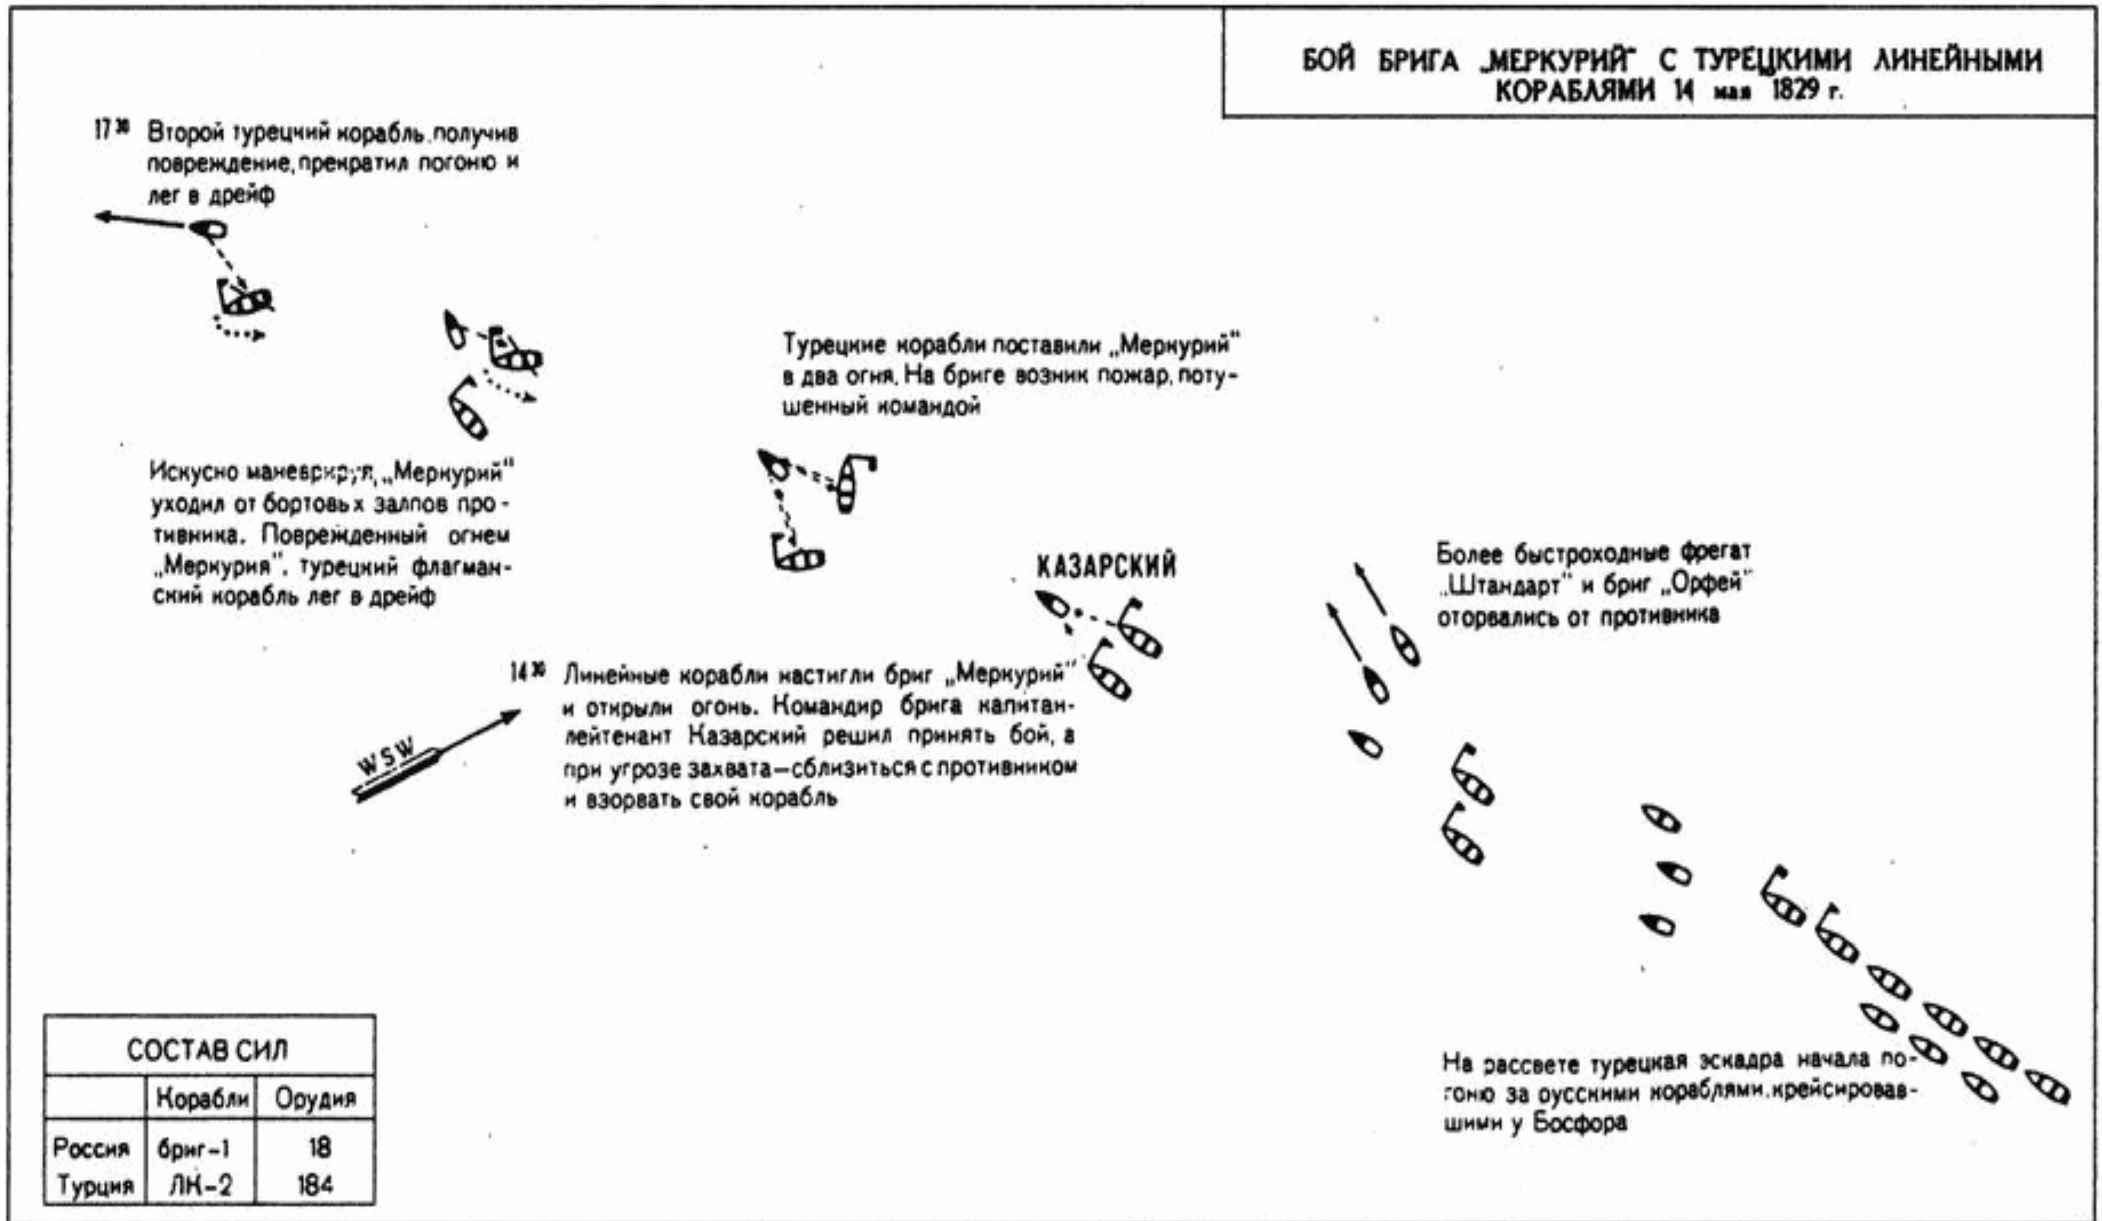 БОЙ БРИГА „МЕРКУРИЙ" С ТУРЕЦКИМИ ЛИНЕЙНЫМИ
КОРАБЛЯМИ 14 мая 1829 г.
17 30 Второй турецчий корабль, получив
повреждение, прекратил погоню и
лег в дрейф
Турецкие корабли поставили „Меркурий"
в два огня. На бриге возник пожар, поту-
шенный командой
Искусно маневрируя, „Меркурий"
уходил от бортовых залпов про-
тивника. Поврежденный огнем
„Меркурия", турецкий флагман-
ский корабль лег в дрейф
КАЗАРСКИЙ
Более быстроходные фрегат
„Штандарт" и бриг „Орфей"
оторвались от противника
14 30 Линейные корабли настигли бриг „Меркурий"
и открыли огонь. Командир брига капитан-
лейтенант Казарский решил принять бой, а
при угрозе захвата—сблизиться с противником
и взорвать свой корабль
WSW
На рассвете турецкая эскадра начала по-
гоню за русскими кораблями, крейсировав-
шими у Босфора
СОСТАВ СИЛ
Корабли Орудия
Россия бриг-1 18
Турция ЛК-2 184